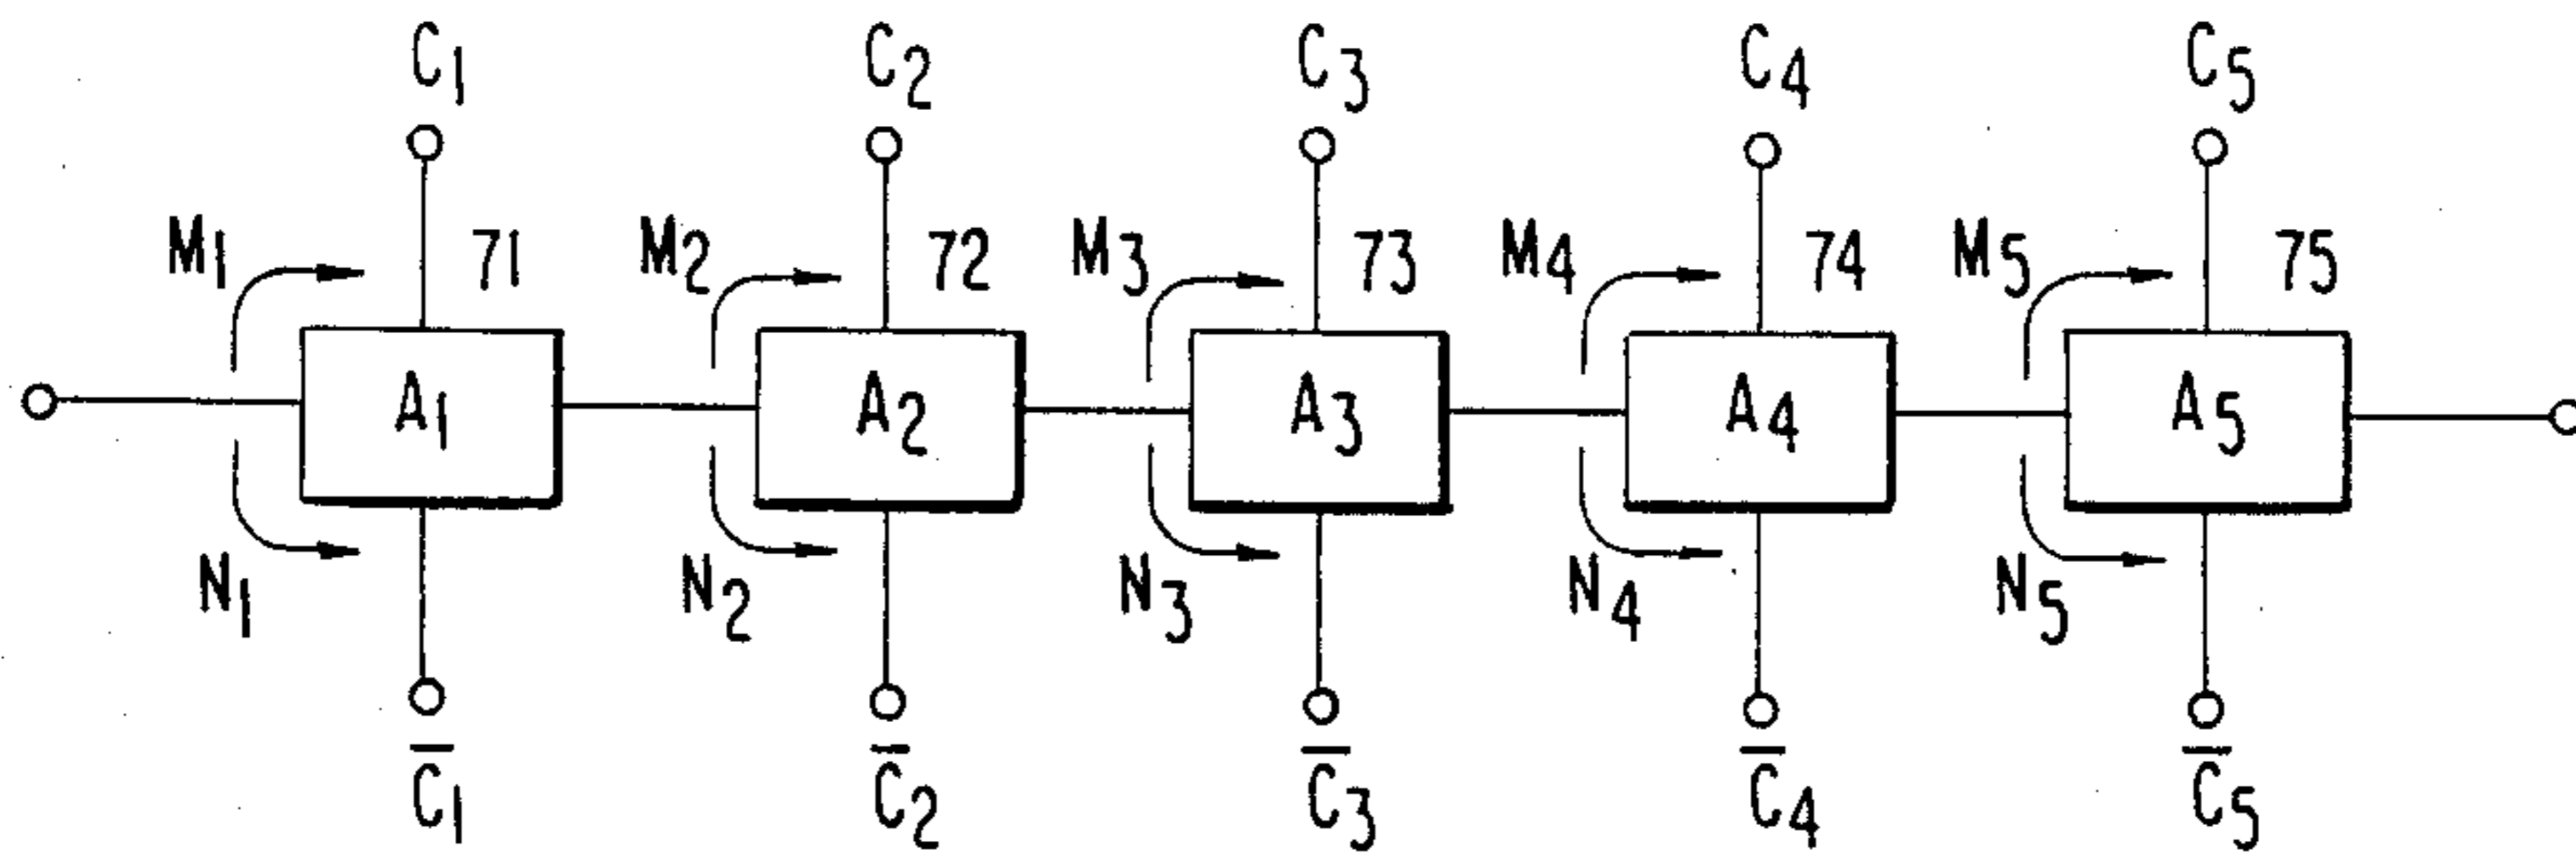 C1 C2 C3 C4 C5
M1 71 M2 72 M3 73 M4 74 M5 75
A1 A2 A3 A4 A5
N1 N2 N3 N4 N5
C̅1 C̅2 C̅3 C̅4 C̅5